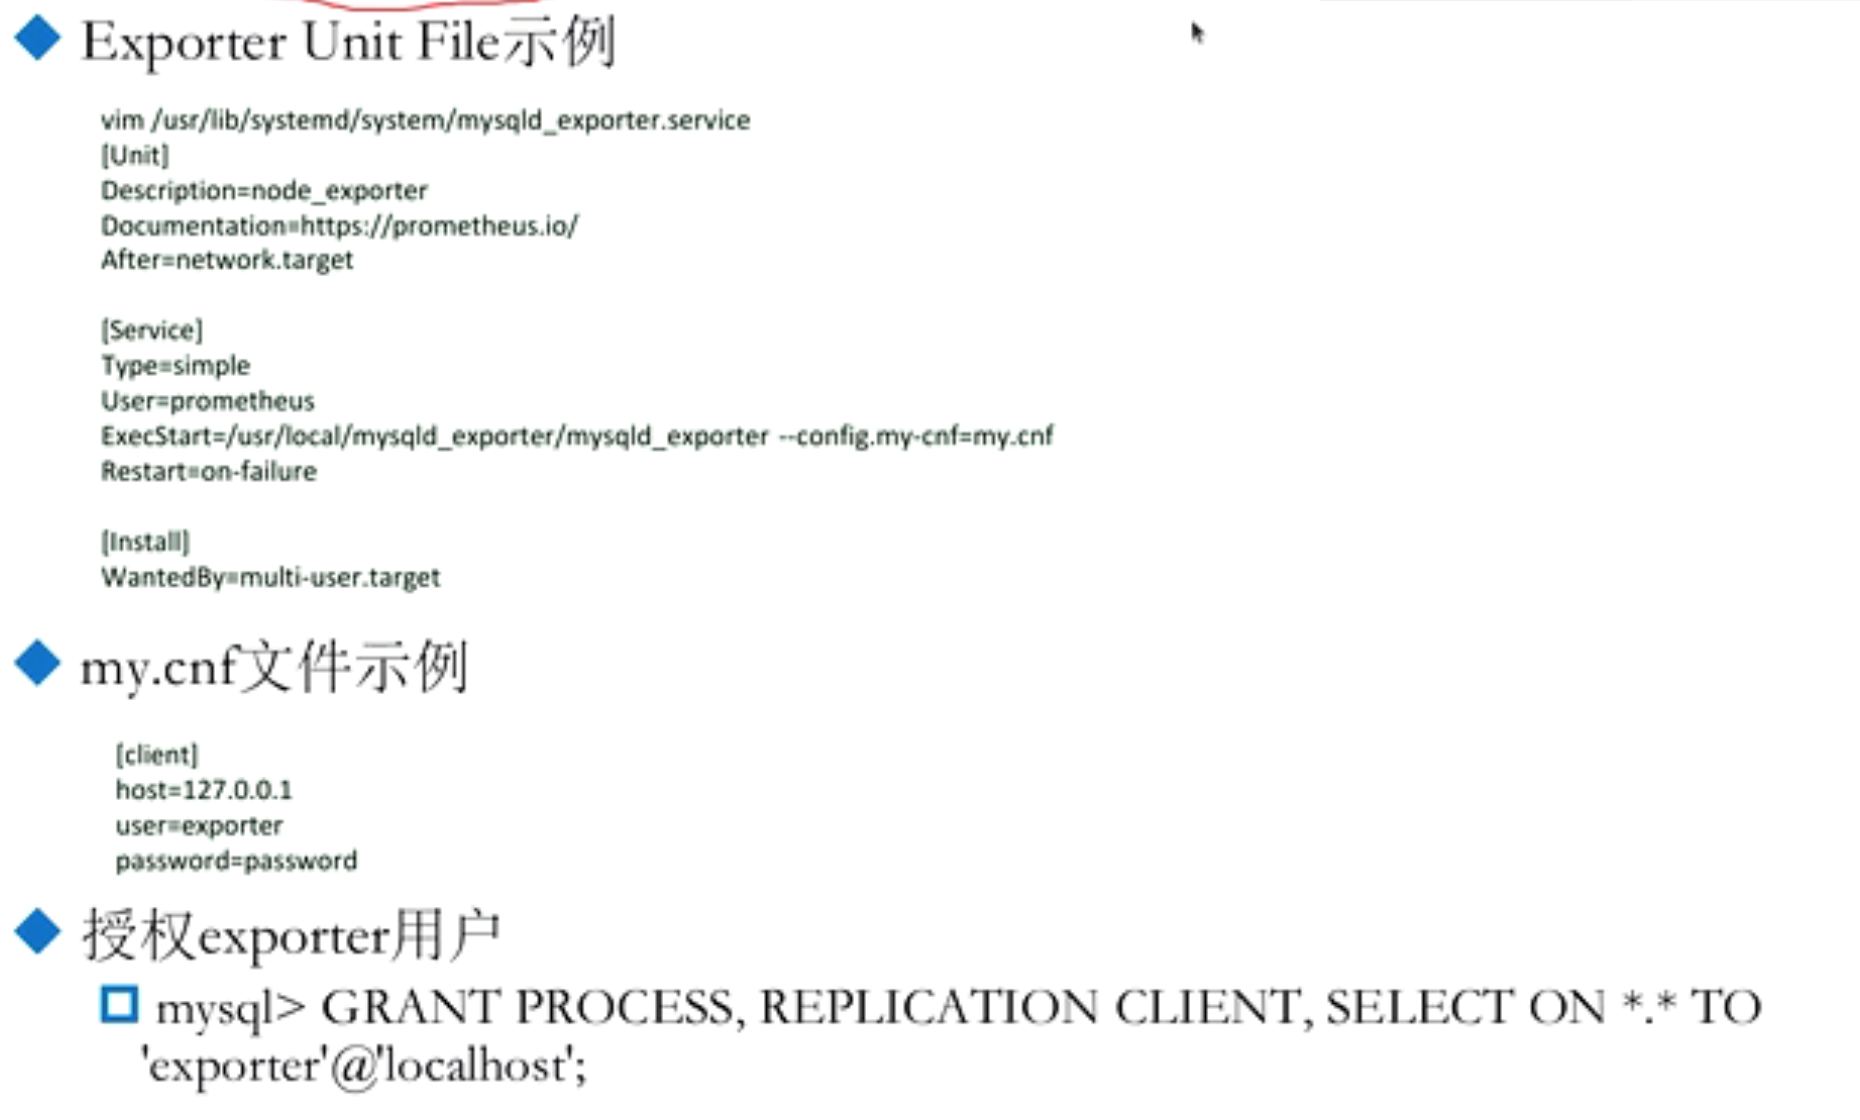 Exporter Unit File示例
vim /usr/lib/systemd/system/mysqld_exporter.service
[Unit]
Description=node_exporter
Documentation=https://prometheus.io/
After=network.target
[Service]
Type=simple
User=prometheus
ExecStart=/usr/local/mysqld_exporter/mysqld_exporter --config.my-cnf=my.cnf
Restart=on-failure
[Install]
WantedBy=multi-user.target
my.cnf文件示例
[client]
host=127.0.0.1
user=exporter
password=password
授权exporter用户
mysql> GRANT PROCESS, REPLICATION CLIENT, SELECT ON *.* TO
'exporter'@'localhost';